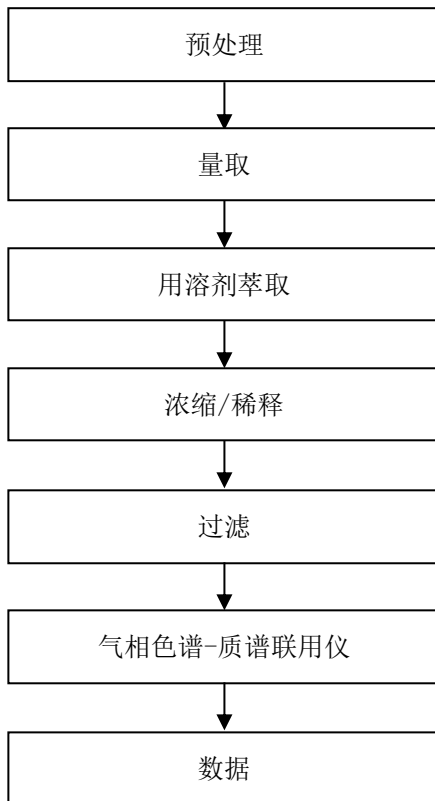 预处理
量取
用溶剂萃取
浓缩/稀释
过滤
气相色谱-质谱联用仪
数据